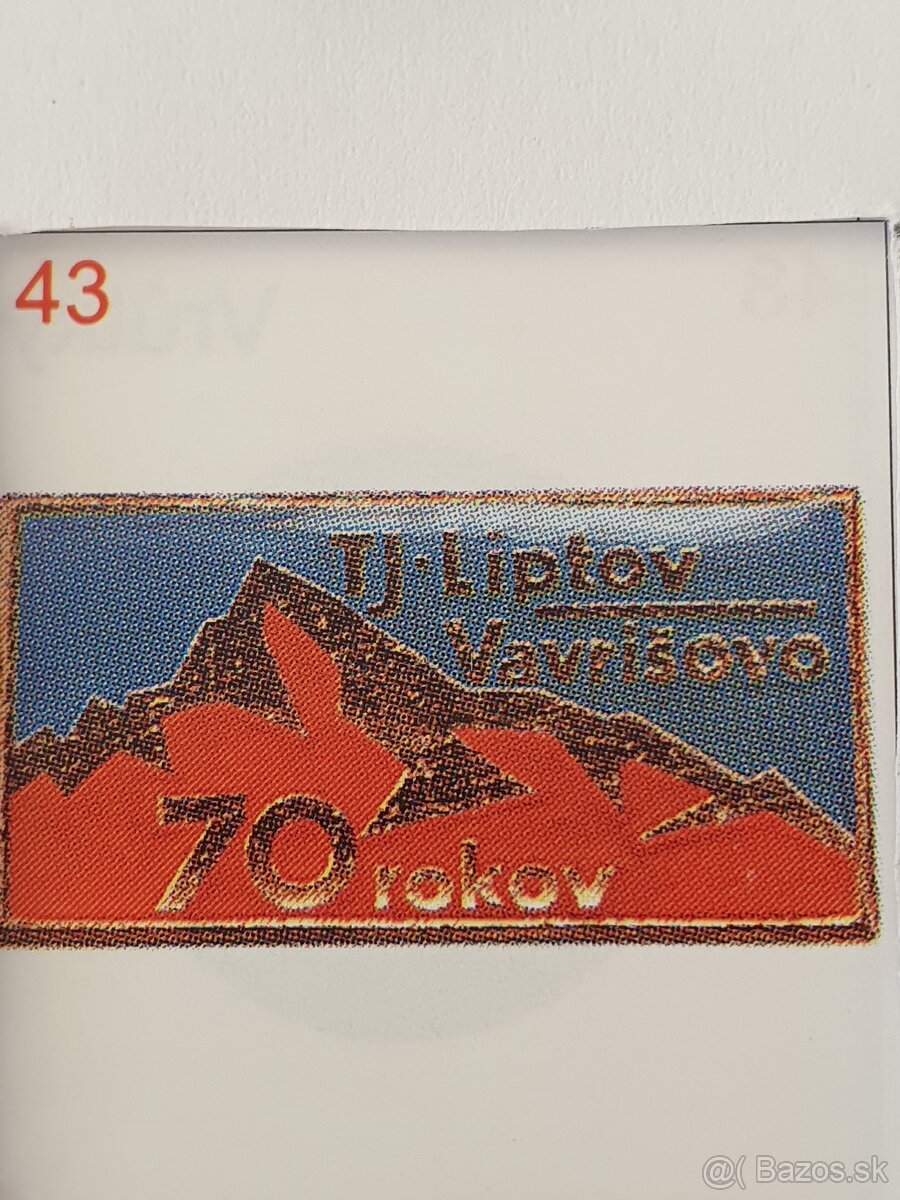 43
TJ·Liptov
Vavrišovo
70 rokov
@( Bazos.sk